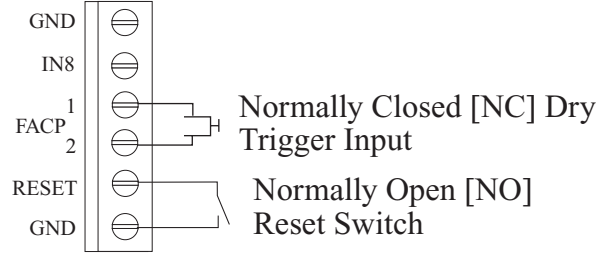 GND
IN8
1
FACP
2
RESET
GND
Normally Closed [NC] Dry
Trigger Input
Normally Open [NO]
Reset Switch